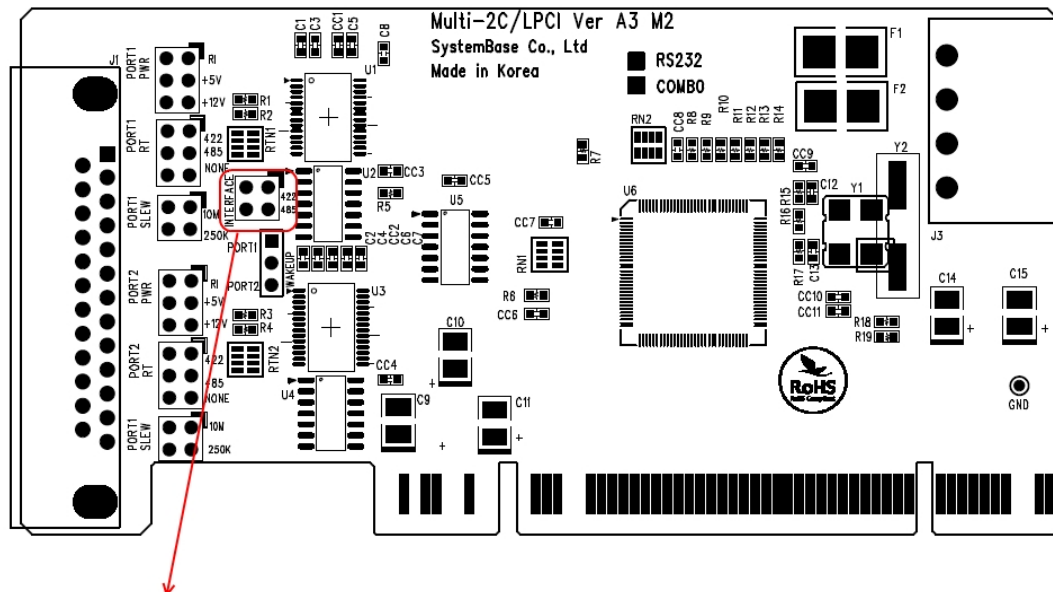 Multi-2C/LPCI Ver A3 M2
SystemBase Co., Ltd
Made in Korea
RS232
COMBO
J1
PORT1
PWR
RI
+5V
+12V
PORT1
RT
422
485
NONE
PORT1
SLEW
10M
250K
PORT2
PWR
RI
+5V
+12V
PORT2
RT
422
485
NONE
PORT1
SLEW
10M
250K
INTERFACE
422
485
PORT1
PORT2
WAKEUP
R1
R2
RTN1
R3
R4
RTN2
C1
C3
CC1
C5
C8
U1
U2
CC3
R5
C2
C4
CC2
C6
C7
U3
U4
CC4
CC5
U5
CC7
RN1
R6
CC6
C10
C9
C11
R7
RN2
CC8
R8
R9
R10
R11
R12
R13
R14
U6
F1
F2
Y2
CC9
R15
C12
Y1
R16
R17
C13
CC10
CC11
R18
R19
J3
C14
C15
RoHS
RoHS Compliant
GND